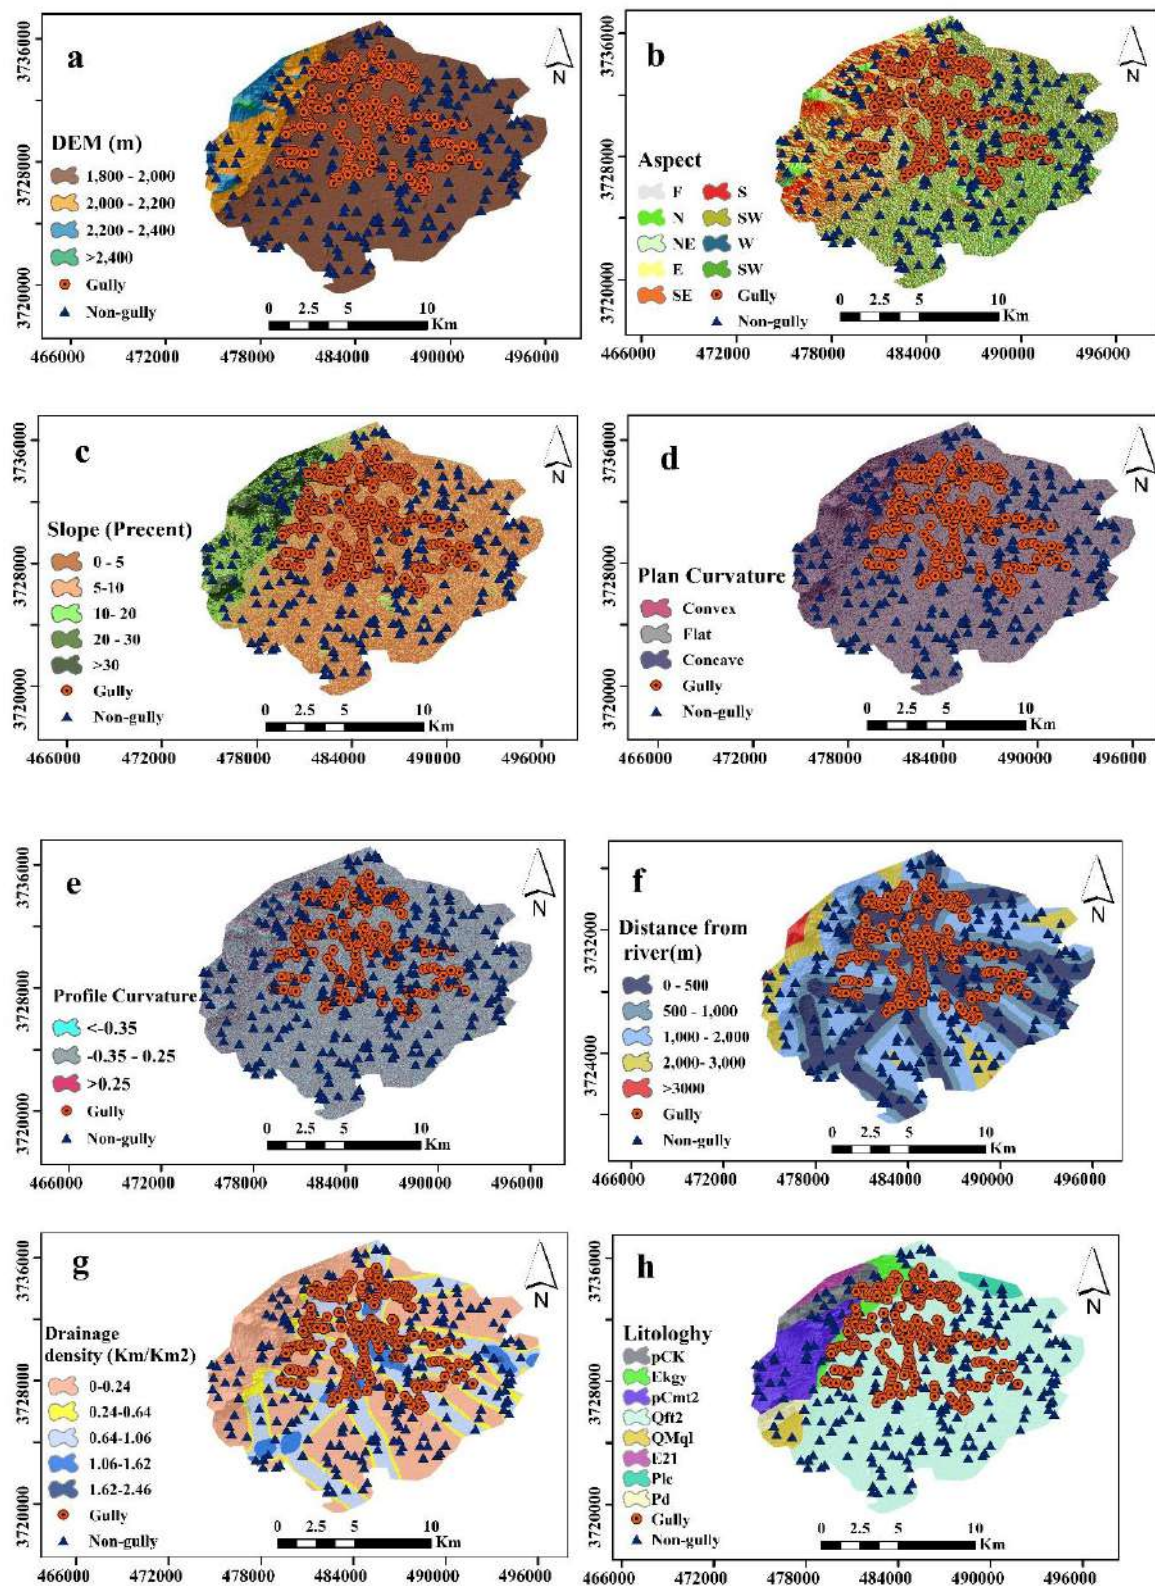 a
N
3736000
3728000
3720000
DEM (m)
1,800 - 2,000
2,000 - 2,200
2,200 - 2,400
>2,400
Gully
Non-gully
0 2.5 5 10
Km
466000 472000 478000 484000 490000 496000
b
N
3736000
3728000
3720000
Aspect
F S
N SW
NE W
E SW
SE Gully
Non-gully
0 2.5 5 10
Km
466000 472000 478000 484000 490000 496000
c
N
3736000
3728000
3720000
Slope (Precent)
0 - 5
5-10
10- 20
20 - 30
>30
Gully
Non-gully
0 2.5 5 10
Km
466000 472000 478000 484000 490000 496000
d
N
3736000
3728000
3720000
Plan Curvature
Convex
Flat
Concave
Gully
Non-gully
0 2.5 5 10
Km
466000 472000 478000 484000 490000 496000
e
N
3736000
3728000
3720000
Profile Curvature
<-0.35
-0.35 - 0.25
>0.25
Gully
Non-gully
0 2.5 5 10
Km
466000 472000 478000 484000 490000 496000
f
N
3732000
3724000
Distance from
river(m)
0 - 500
500 - 1,000
1,000 - 2,000
2,000- 3,000
>3000
Gully
Non-gully
0 2.5 5 10
Km
466000 472000 478000 484000 490000 496000
g
N
3736000
3728000
3720000
Drainage
density (Km/Km2)
0-0.24
0.24-0.64
0.64-1.06
1.06-1.62
1.62-2.46
Gully
Non-gully
0 2.5 5 10
Km
466000 472000 478000 484000 490000 496000
h
N
3736000
3728000
3720000
Litologhy
pCK
Ekgy
pCmt2
Qft2
QMql
E21
Plc
Pd
Gully
Non-gully
0 2.5 5 10
Km
466000 472000 478000 484000 490000 496000